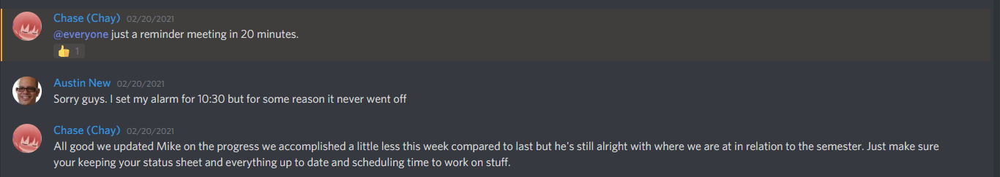 Chase (Chay) 02/20/2021
@everyone just a reminder meeting in 20 minutes.
👍 1
Austin New 02/20/2021
Sorry guys. I set my alarm for 10:30 but for some reason it never went off
Chase (Chay) 02/20/2021
All good we updated Mike on the progress we accomplished a little less this week compared to last but he's still alright with where we are at in relation to the semester. Just make sure
your keeping your status sheet and everything up to date and scheduling time to work on stuff.